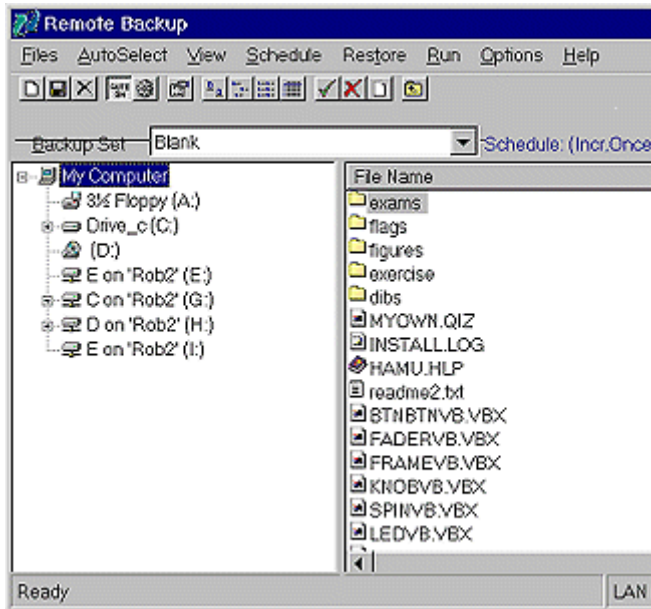 Remote Backup
Files AutoSelect View Schedule Restore Run Options Help
Backup Set Blank Schedule: (Incr,Once
My Computer
3½ Floppy (A:)
Drive_c (C:)
(D:)
E on 'Rob2' (E:)
C on 'Rob2' (G:)
D on 'Rob2' (H:)
E on 'Rob2' (I:)
File Name
exams
flags
figures
exercise
dibs
MYOWN.QIZ
INSTALL.LOG
HAMU.HLP
readme2.txt
BTNBTNVB.VBX
FADERVB.VBX
FRAMEVB.VBX
KNOBVB.VBX
SPINVB.VBX
LEDVB.VBX
Ready LAN